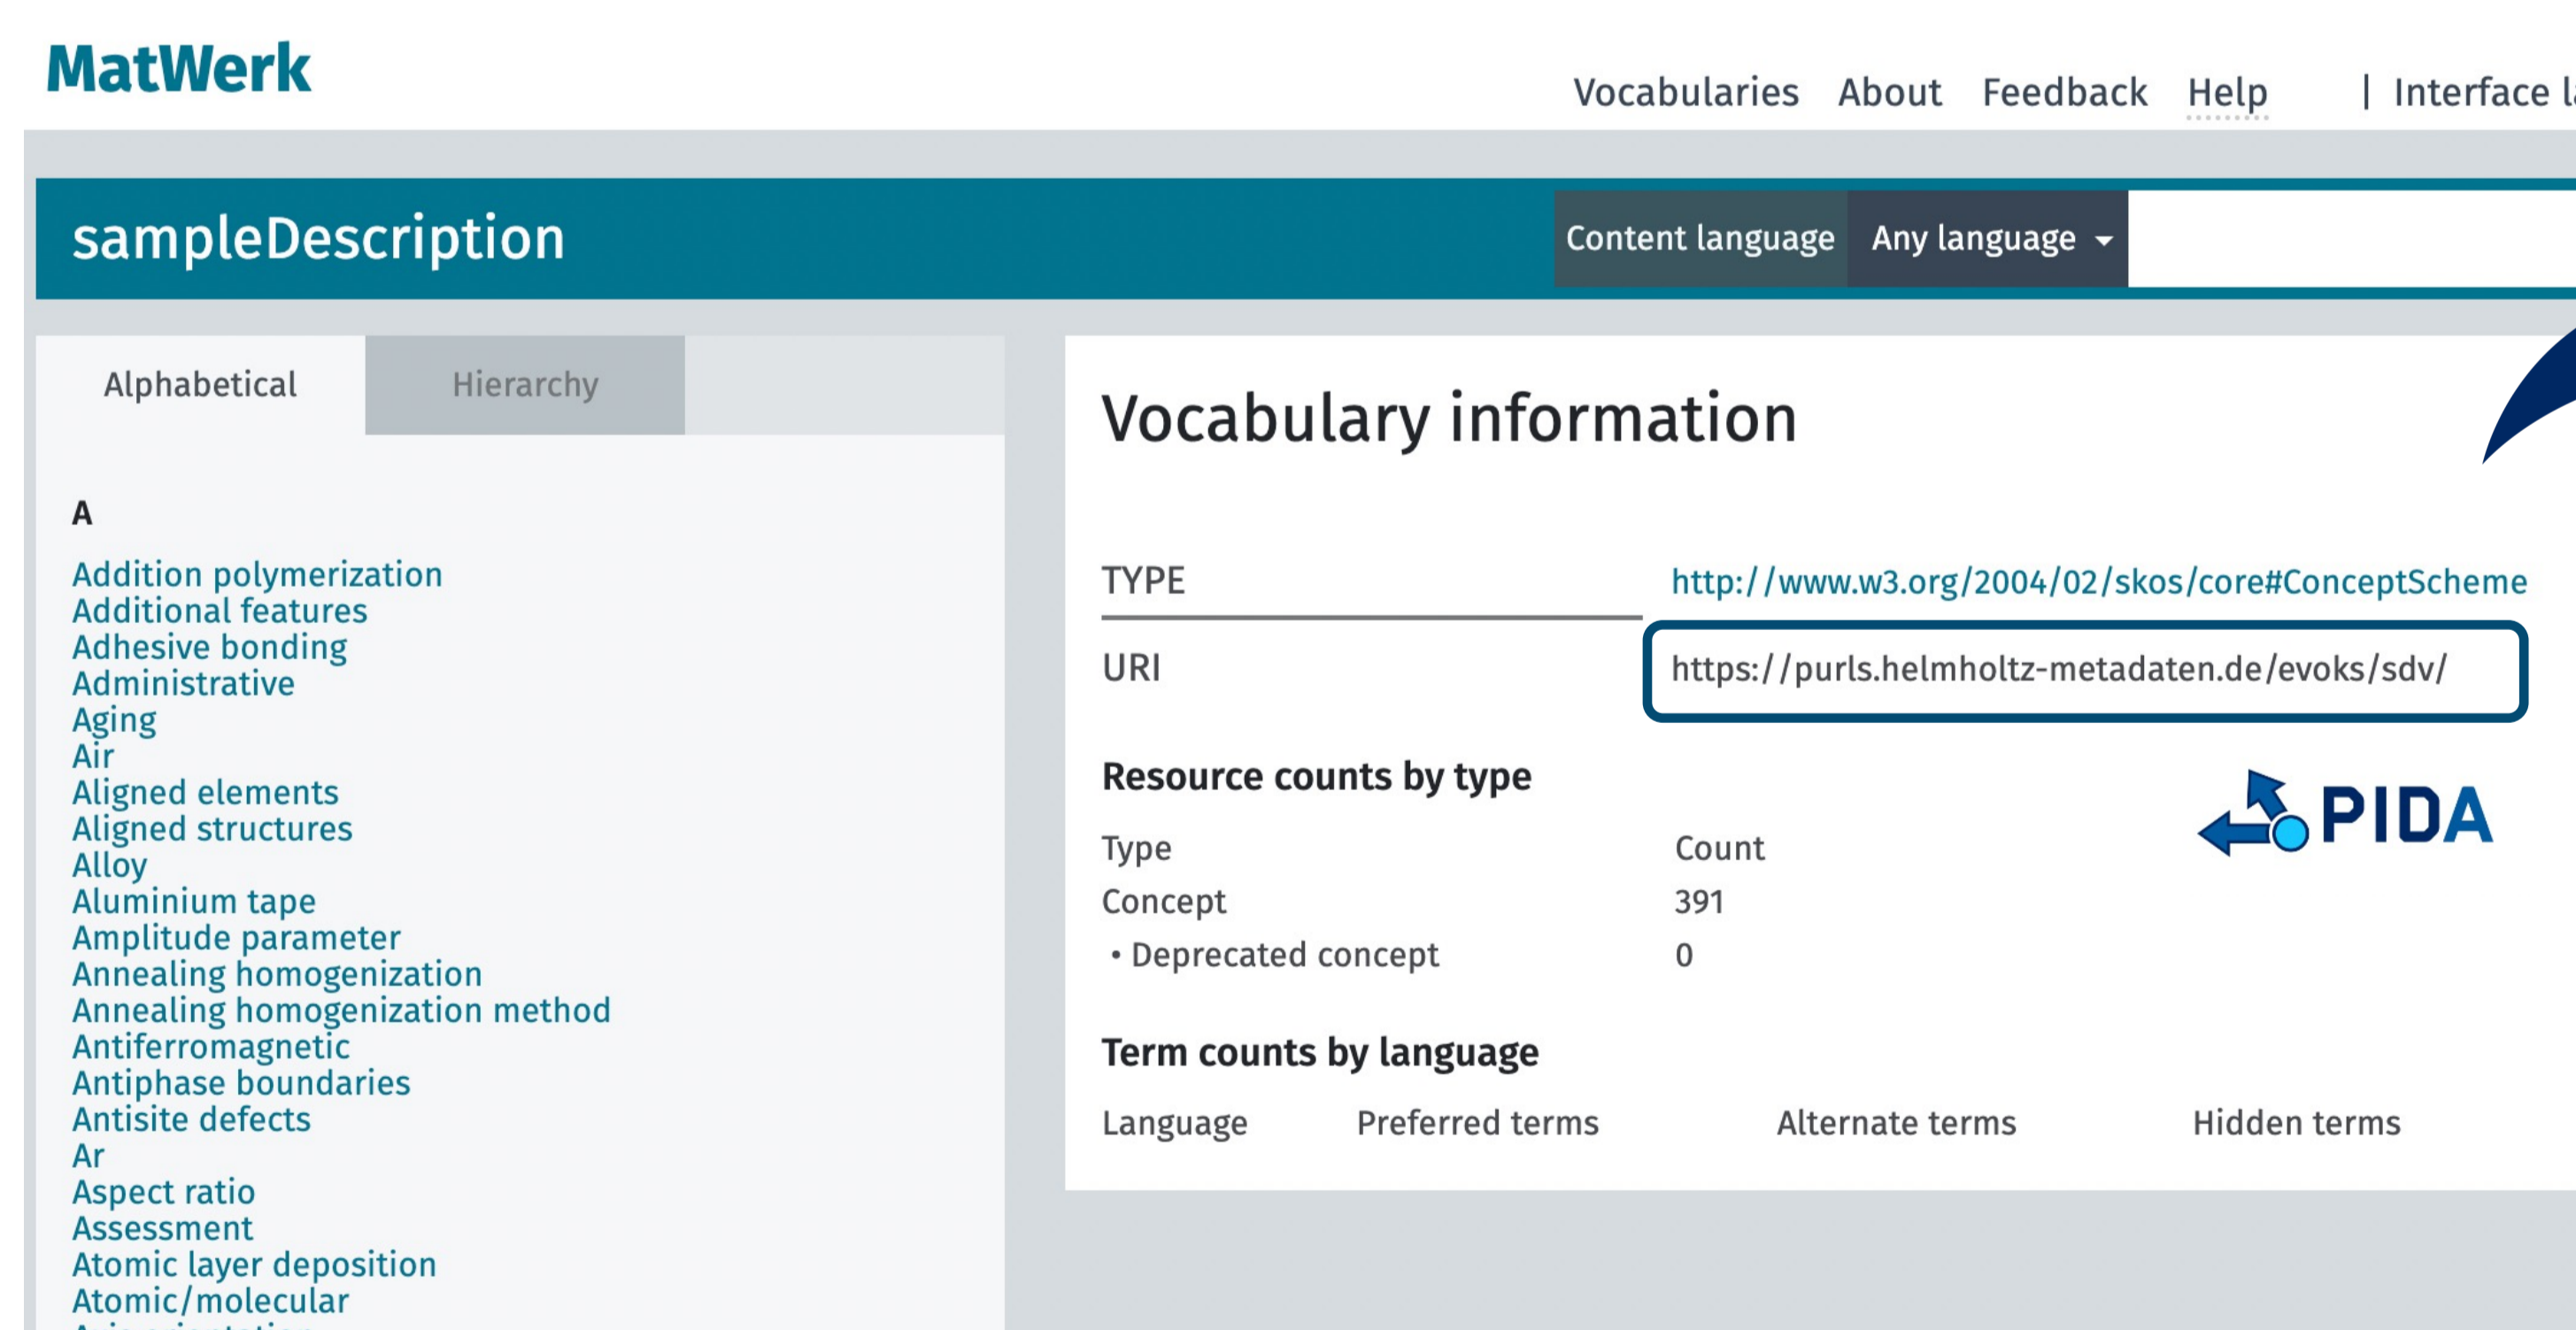 MatWerk
Vocabularies About Feedback Help | Interface
sampleDescription
Content language Any language
Alphabetical Hierarchy
A
Addition polymerization
Additional features
Adhesive bonding
Administrative
Aging
Air
Aligned elements
Aligned structures
Alloy
Aluminium tape
Amplitude parameter
Annealing homogenization
Annealing homogenization method
Antiferromagnetic
Antiphase boundaries
Antisite defects
Ar
Aspect ratio
Assessment
Atomic layer deposition
Atomic/molecular
Vocabulary information
TYPE http://www.w3.org/2004/02/skos/core#ConceptScheme
URI https://purls.helmholtz-metadaten.de/evoks/sdv/
Resource counts by type
PIDA
Type Count
Concept 391
• Deprecated concept 0
Term counts by language
Language Preferred terms Alternate terms Hidden terms